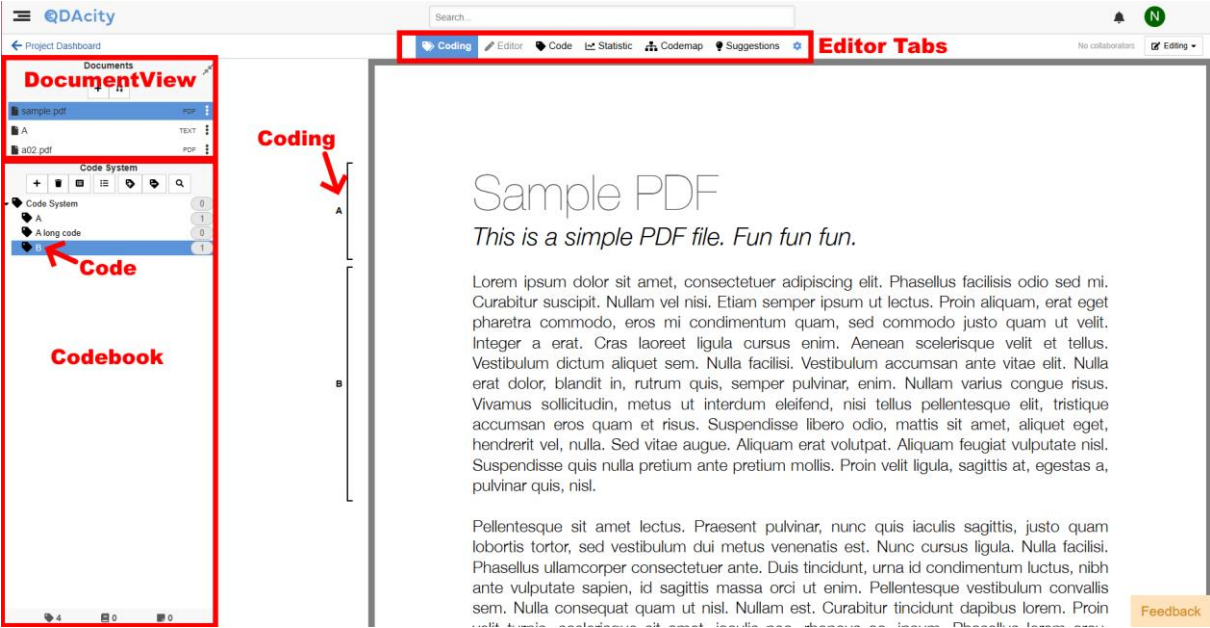 QDAcity
Search...
N
Project Dashboard
Coding Editor Code Statistic Codemap Suggestions
Editor Tabs
No collaborators
Editing
Documents
DocumentView
sample.pdf PDF
A TEXT
a02.pdf PDF
Code System
Code System 0
A 1
A long code 0
B 1
Code
Codebook
4 0 0
Coding
A
B
Sample PDF
This is a simple PDF file. Fun fun fun.
Lorem ipsum dolor sit amet, consectetuer adipiscing elit. Phasellus facilisis odio sed mi.
Curabitur suscipit. Nullam vel nisi. Etiam semper ipsum ut lectus. Proin aliquam, erat eget
pharetra commodo, eros mi condimentum quam, sed commodo justo quam ut velit.
Integer a erat. Cras laoreet ligula cursus enim. Aenean scelerisque velit et tellus.
Vestibulum dictum aliquet sem. Nulla facilisi. Vestibulum accumsan ante vitae elit. Nulla
erat dolor, blandit in, rutrum quis, semper pulvinar, enim. Nullam varius congue risus.
Vivamus sollicitudin, metus ut interdum eleifend, nisi tellus pellentesque elit, tristique
accumsan eros quam et risus. Suspendisse libero odio, mattis sit amet, aliquet eget,
hendrerit vel, nulla. Sed vitae augue. Aliquam erat volutpat. Aliquam feugiat vulputate nisl.
Suspendisse quis nulla pretium ante pretium mollis. Proin velit ligula, sagittis at, egestas a,
pulvinar quis, nisl.
Pellentesque sit amet lectus. Praesent pulvinar, nunc quis iaculis sagittis, justo quam
lobortis tortor, sed vestibulum dui metus venenatis est. Nunc cursus ligula. Nulla facilisi.
Phasellus ullamcorper consectetuer ante. Duis tincidunt, urna id condimentum luctus, nibh
ante vulputate sapien, id sagittis massa orci ut enim. Pellentesque vestibulum convallis
sem. Nulla consequat quam ut nisl. Nullam est. Curabitur tincidunt dapibus lorem. Proin
Feedback